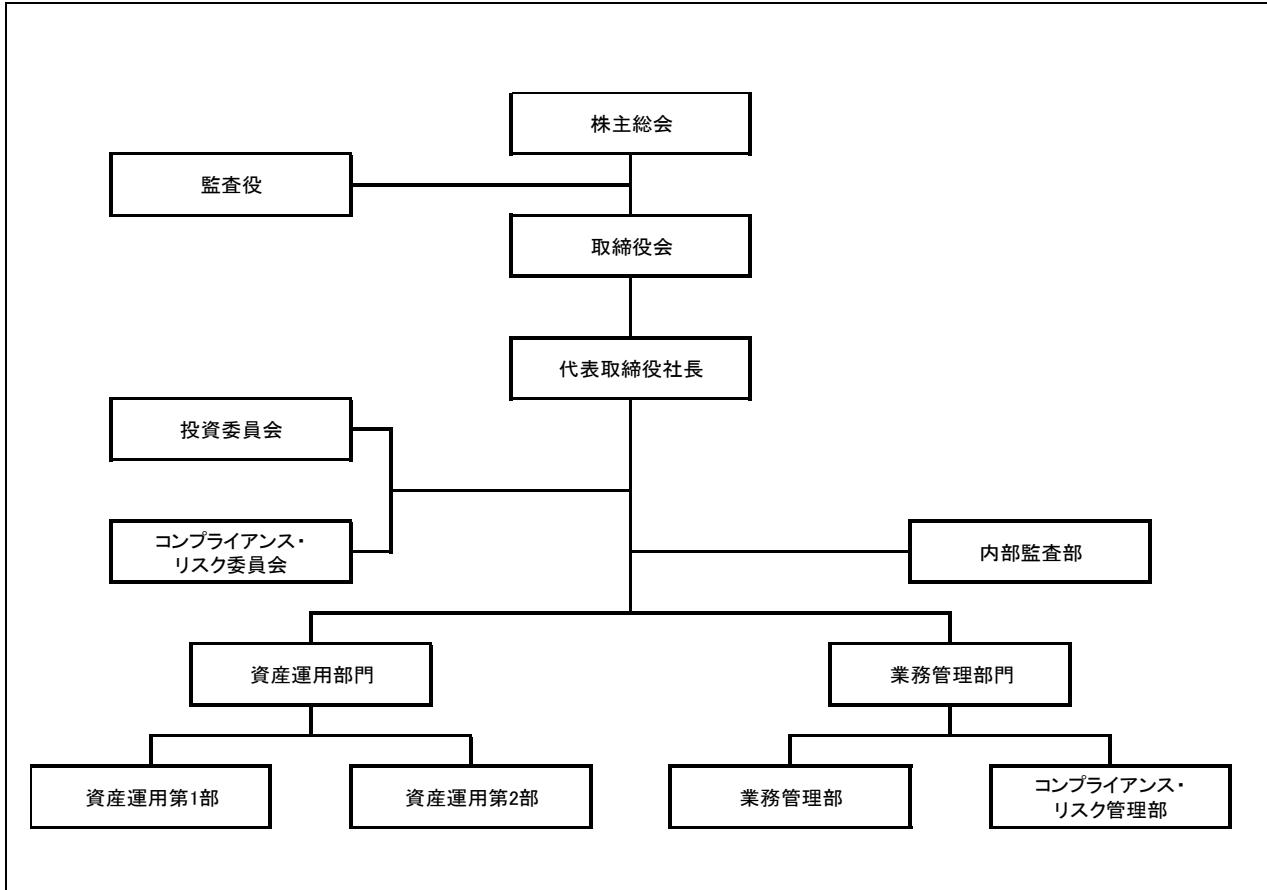 株主総会
監査役
取締役会
代表取締役社長
投資委員会
コンプライアンス・
リスク委員会
内部監査部
資産運用部門
業務管理部門
資産運用第1部
資産運用第2部
業務管理部
コンプライアンス・
リスク管理部